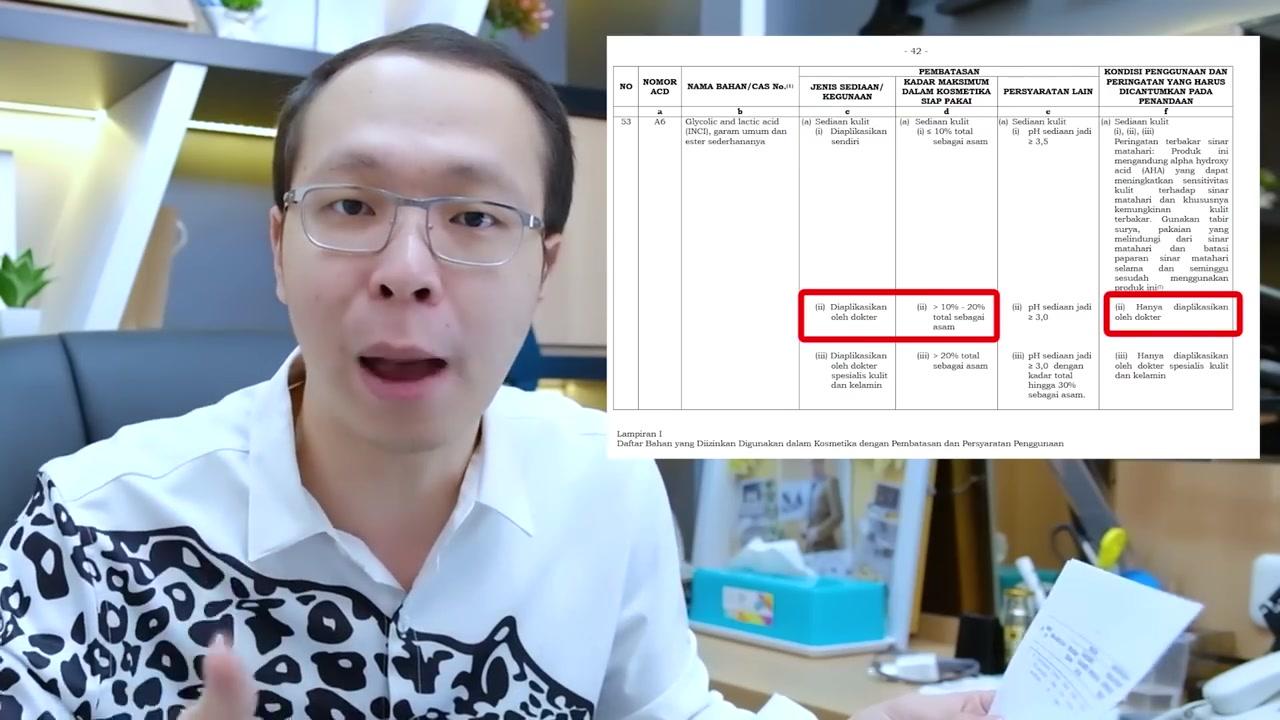 - 42 -
PEMBATASAN
NO
NOMOR ACD
NAMA BAHAN/CAS No.(1)
JENIS SEDIAAN/ KEGUNAAN
KADAR MAKSIMUM DALAM KOSMETIKA SIAP PAKAI
PERSYARATAN LAIN
KONDISI PENGGUNAAN DAN PERINGATAN YANG HARUS DICANTUMKAN PADA PENANDAAN
a
b
c
d
e
f
53
A6
Glycolic and lactic acid
(INCI), garam umum dan
ester sederhananya
(a) Sediaan kulit
(i) Diaplikasikan
sendiri
(a) Sediaan kulit
(i) ≤ 10% total
sebagai asam
(a) Sediaan kulit
(i) pH sediaan jadi
≥ 3,5
(a) Sediaan kulit
(i), (ii), (iii)
Peringatan terbakar sinar
matahari: Produk ini
mengandung alpha hydroxy
acid (AHA) yang dapat
meningkatkan sensitivitas
kulit terhadap sinar
matahari dan khususnya
kemungkinan kulit
terbakar. Gunakan tabir
surya, pakaian yang
melindungi dari sinar
matahari dan batasi
paparan sinar matahari
selama dan seminggu
sesudah menggunakan
produk ini(1)
(ii) Diaplikasikan
oleh dokter
(ii) > 10% - 20%
total sebagai
asam
(ii) pH sediaan jadi
≥ 3,0
(ii) Hanya diaplikasikan
oleh dokter
(iii) Diaplikasikan
oleh dokter
spesialis kulit
dan kelamin
(iii) > 20% total
sebagai asam
(iii) pH sediaan jadi
≥ 3,0 dengan
kadar total
hingga 30%
sebagai asam.
(iii) Hanya diaplikasikan
oleh dokter spesialis kulit
dan kelamin
Lampiran I
Daftar Bahan yang Diizinkan Digunakan dalam Kosmetika dengan Pembatasan dan Persyaratan Penggunaan